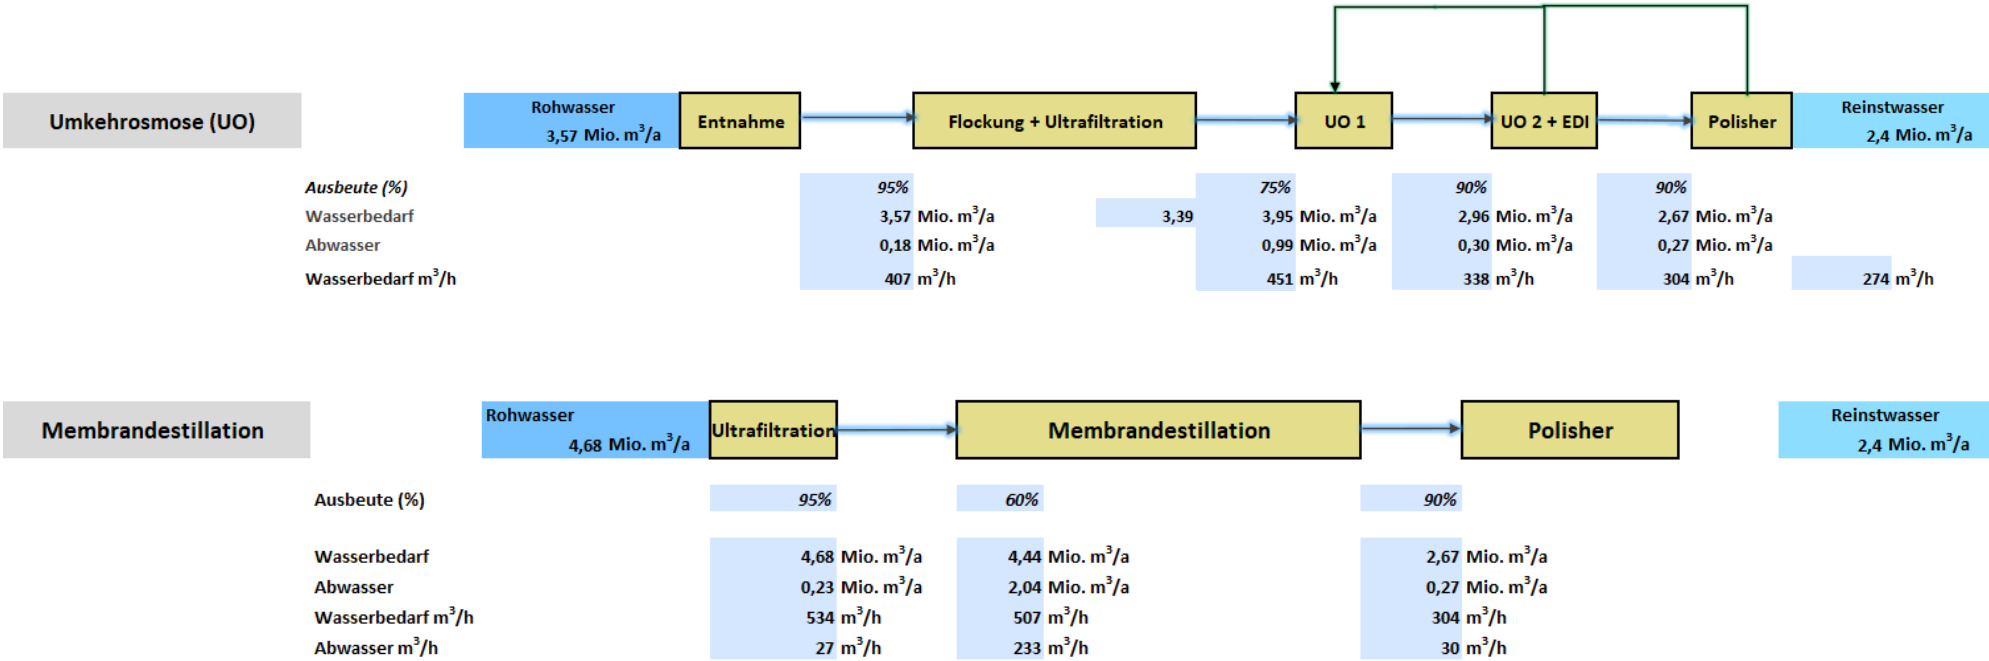 Umkehrosmose (UO)
Rohwasser
3,57 Mio. m³/a
Entnahme
Flockung + Ultrafiltration
UO 1
UO 2 + EDI
Polisher
Reinstwasser
2,4 Mio. m³/a
Ausbeute (%) 95% 75% 90% 90%
Wasserbedarf 3,57 Mio. m³/a 3,39 3,95 Mio. m³/a 2,96 Mio. m³/a 2,67 Mio. m³/a
Abwasser 0,18 Mio. m³/a 0,99 Mio. m³/a 0,30 Mio. m³/a 0,27 Mio. m³/a
Wasserbedarf m³/h 407 m³/h 451 m³/h 338 m³/h 304 m³/h 274 m³/h
Membrandestillation
Rohwasser
4,68 Mio. m³/a
Ultrafiltration
Membrandestillation
Polisher
Reinstwasser
2,4 Mio. m³/a
Ausbeute (%) 95% 60% 90%
Wasserbedarf 4,68 Mio. m³/a 4,44 Mio. m³/a 2,67 Mio. m³/a
Abwasser 0,23 Mio. m³/a 2,04 Mio. m³/a 0,27 Mio. m³/a
Wasserbedarf m³/h 534 m³/h 507 m³/h 304 m³/h
Abwasser m³/h 27 m³/h 233 m³/h 30 m³/h